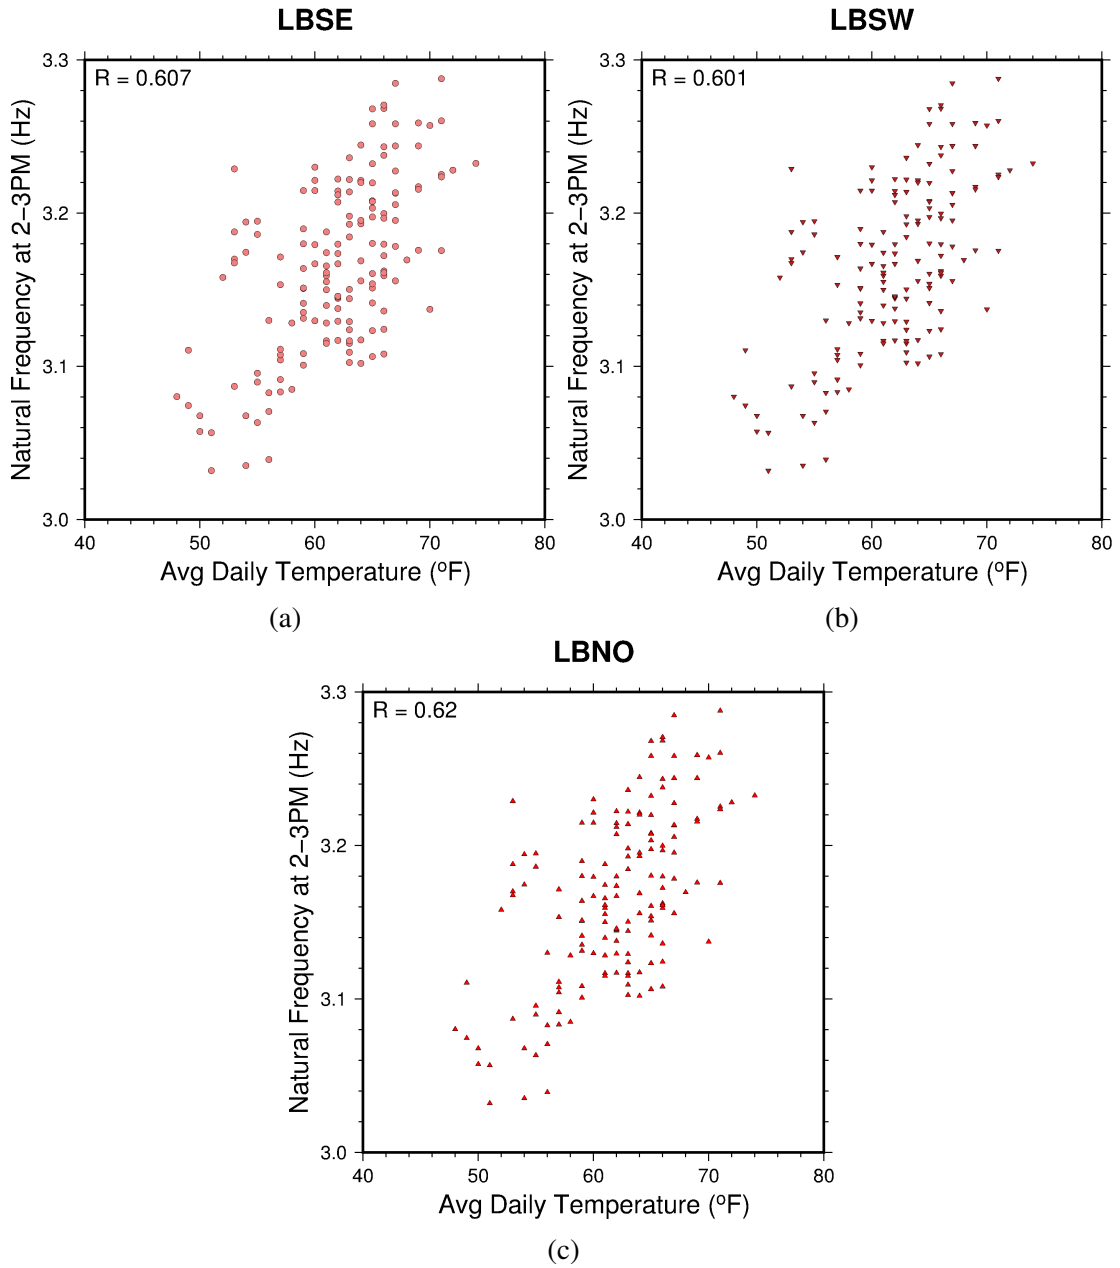 LBSE
LBSW
R = 0.607
R = 0.601
Natural Frequency at 2−3PM (Hz)
3.3
3.2
3.1
3.0
40 50 60 70 80
Avg Daily Temperature (ºF)
(a)
Natural Frequency at 2−3PM (Hz)
3.3
3.2
3.1
3.0
40 50 60 70 80
Avg Daily Temperature (ºF)
(b)
LBNO
R = 0.62
Natural Frequency at 2−3PM (Hz)
3.3
3.2
3.1
3.0
40 50 60 70 80
Avg Daily Temperature (ºF)
(c)